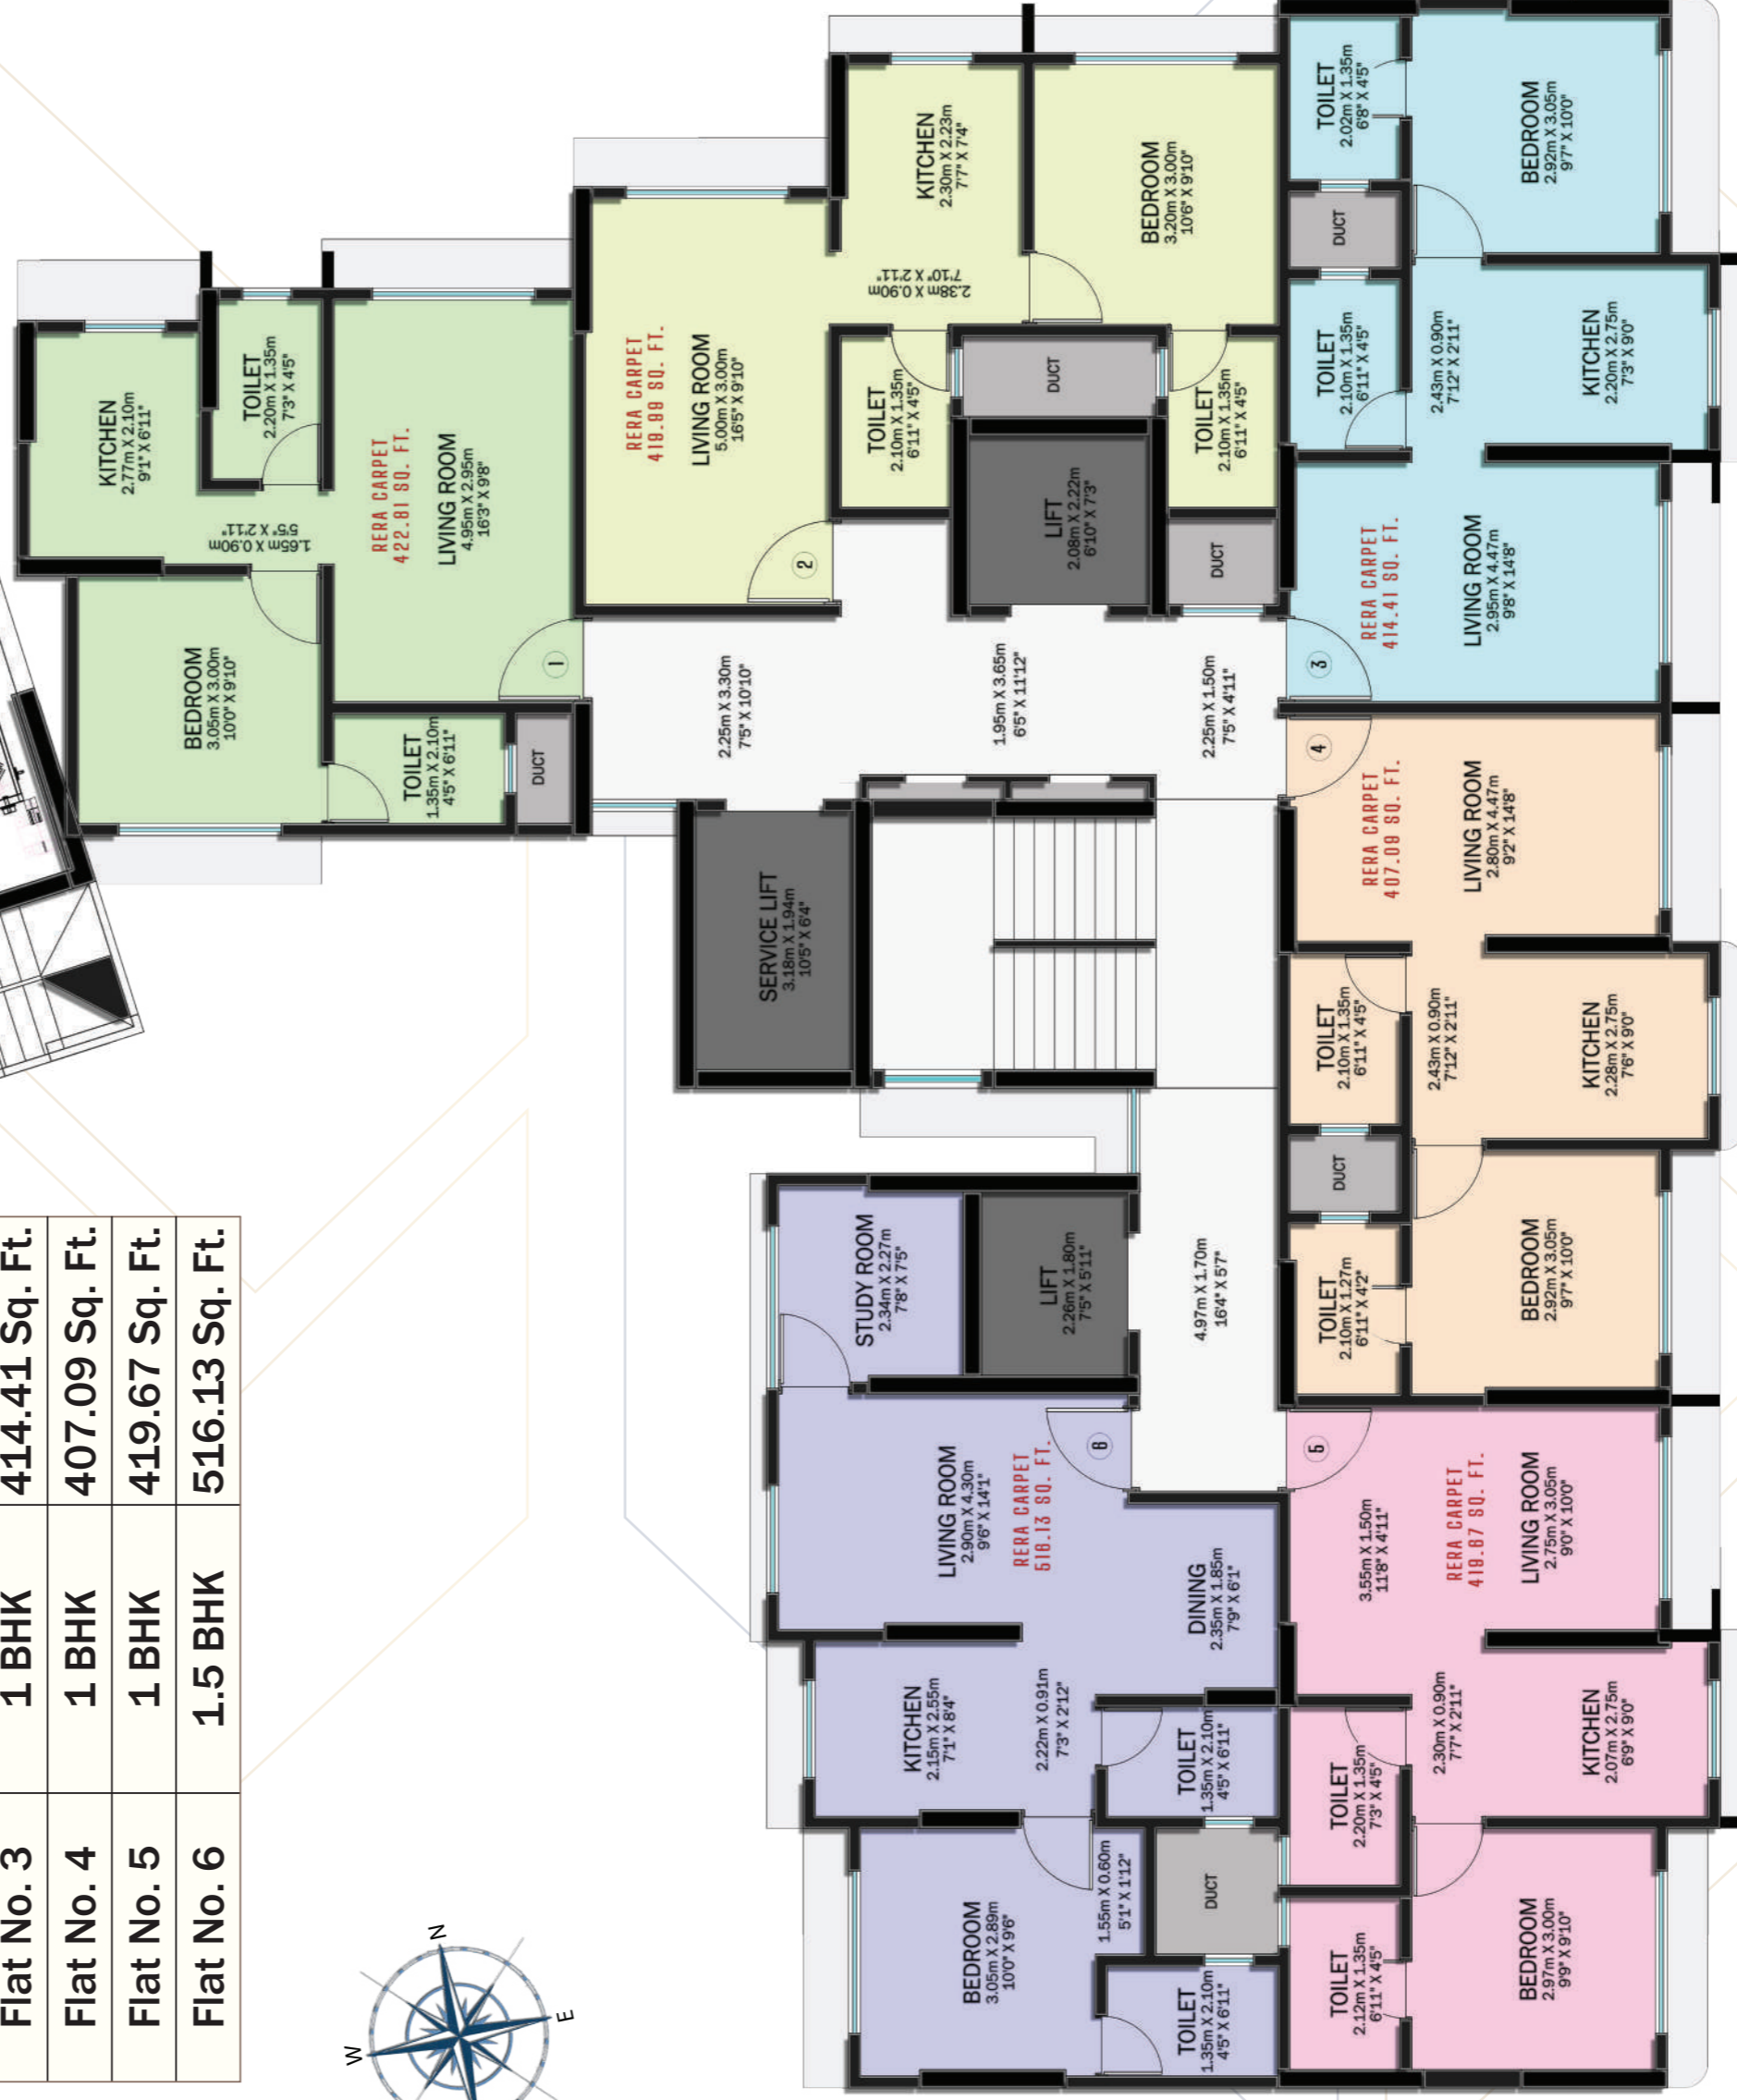 Flat No. 3 1 BHK 414.41 Sq. Ft.
Flat No. 4 1 BHK 407.09 Sq. Ft.
Flat No. 5 1 BHK 419.67 Sq. Ft.
Flat No. 6 1.5 BHK 516.13 Sq. Ft.
W
N
E
KITCHEN
2.77m X 2.10m
9'1" X 6'11"
TOILET
2.20m X 1.35m
7'3" X 4'5"
1.65m X 0.90m
5'5" X 2'11"
BEDROOM
3.05m X 3.00m
10'0" X 9'10"
RERA CARPET
422.81 SQ. FT.
LIVING ROOM
4.95m X 2.95m
16'3" X 9'8"
TOILET
1.35m X 2.10m
4'5" X 6'11"
DUCT
1
RERA CARPET
419.99 SQ. FT.
LIVING ROOM
5.00m X 3.00m
16'5" X 9'10"
2
KITCHEN
2.30m X 2.23m
7'7" X 7'4"
2.38m X 0.90m
7'10" X 2'11"
BEDROOM
3.20m X 3.00m
10'6" X 9'10"
TOILET
2.10m X 1.35m
6'11" X 4'5"
DUCT
TOILET
2.10m X 1.35m
6'11" X 4'5"
LIFT
2.08m X 2.22m
6'10" X 7'3"
DUCT
2.25m X 3.30m
7'5" X 10'10"
1.95m X 3.65m
6'5" X 11'12"
2.25m X 1.50m
7'5" X 4'11"
SERVICE LIFT
3.18m X 1.94m
10'5" X 6'4"
TOILET
2.02m X 1.35m
6'8" X 4'5"
BEDROOM
2.92m X 3.05m
9'7" X 10'0"
DUCT
TOILET
2.10m X 1.35m
6'11" X 4'5"
2.43m X 0.90m
7'12" X 2'11"
KITCHEN
2.20m X 2.75m
7'3" X 9'0"
3
RERA CARPET
414.41 SQ. FT.
LIVING ROOM
2.95m X 4.47m
9'8" X 14'8"
4
RERA CARPET
407.09 SQ. FT.
LIVING ROOM
2.80m X 4.47m
9'2" X 14'8"
TOILET
2.10m X 1.35m
6'11" X 4'5"
2.43m X 0.90m
7'12" X 2'11"
KITCHEN
2.28m X 2.75m
7'6" X 9'0"
DUCT
TOILET
2.10m X 1.27m
6'11" X 4'2"
BEDROOM
2.92m X 3.05m
9'7" X 10'0"
4.97m X 1.70m
16'4" X 5'7"
STUDY ROOM
2.34m X 2.27m
7'8" X 7'5"
LIFT
2.26m X 1.80m
7'5" X 5'11"
LIVING ROOM
2.90m X 4.30m
9'6" X 14'1"
RERA CARPET
516.13 SQ. FT.
6
DINING
2.35m X 1.85m
7'9" X 6'1"
KITCHEN
2.15m X 2.55m
7'1" X 8'4"
2.22m X 0.91m
7'3" X 2'12"
TOILET
1.35m X 2.10m
4'5" X 6'11"
BEDROOM
3.05m X 2.89m
10'0" X 9'6"
1.55m X 0.60m
5'1" X 1'12"
DUCT
TOILET
1.35m X 2.10m
4'5" X 6'11"
5
3.55m X 1.50m
11'8" X 4'11"
RERA CARPET
419.67 SQ. FT.
LIVING ROOM
2.75m X 3.05m
9'0" X 10'0"
TOILET
2.20m X 1.35m
7'3" X 4'5"
2.30m X 0.90m
7'7" X 2'11"
KITCHEN
2.07m X 2.75m
6'9" X 9'0"
TOILET
2.12m X 1.35m
6'11" X 4'5"
BEDROOM
2.97m X 3.00m
9'9" X 9'10"